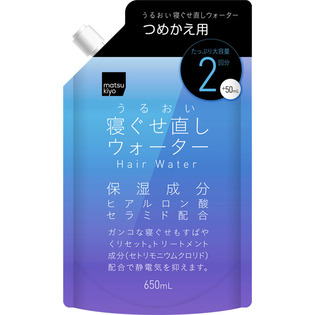 うるおい寝ぐせ直しウォーター
つめかえ用
たっぷり大容量
2回分
+50mL
matsu
kiyo
うるおい
寝ぐせ直し
ウォーター
Hair Water
保湿成分
ヒアルロン酸
セラミド配合
ガンコな寝ぐせもすばや
くリセット。トリートメント
成分(セトリモニウムクロリド)
配合で静電気を抑えます。
650mL